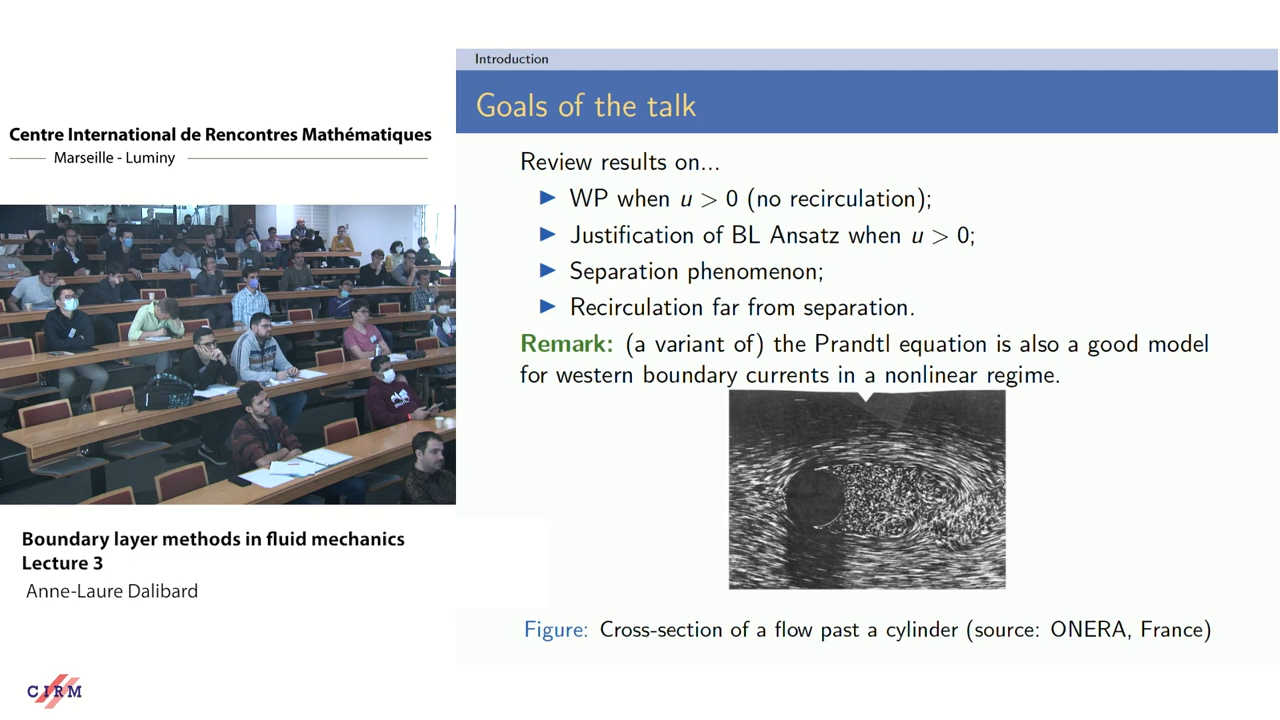 Centre International de Rencontres Mathématiques
Marseille - Luminy
Introduction
Goals of the talk
Review results on...
▶ WP when u > 0 (no recirculation);
▶ Justification of BL Ansatz when u > 0;
▶ Separation phenomenon;
▶ Recirculation far from separation.
Remark: (a variant of) the Prandtl equation is also a good model
for western boundary currents in a nonlinear regime.
Figure: Cross-section of a flow past a cylinder (source: ONERA, France)
Boundary layer methods in fluid mechanics
Lecture 3
Anne-Laure Dalibard
CIRM